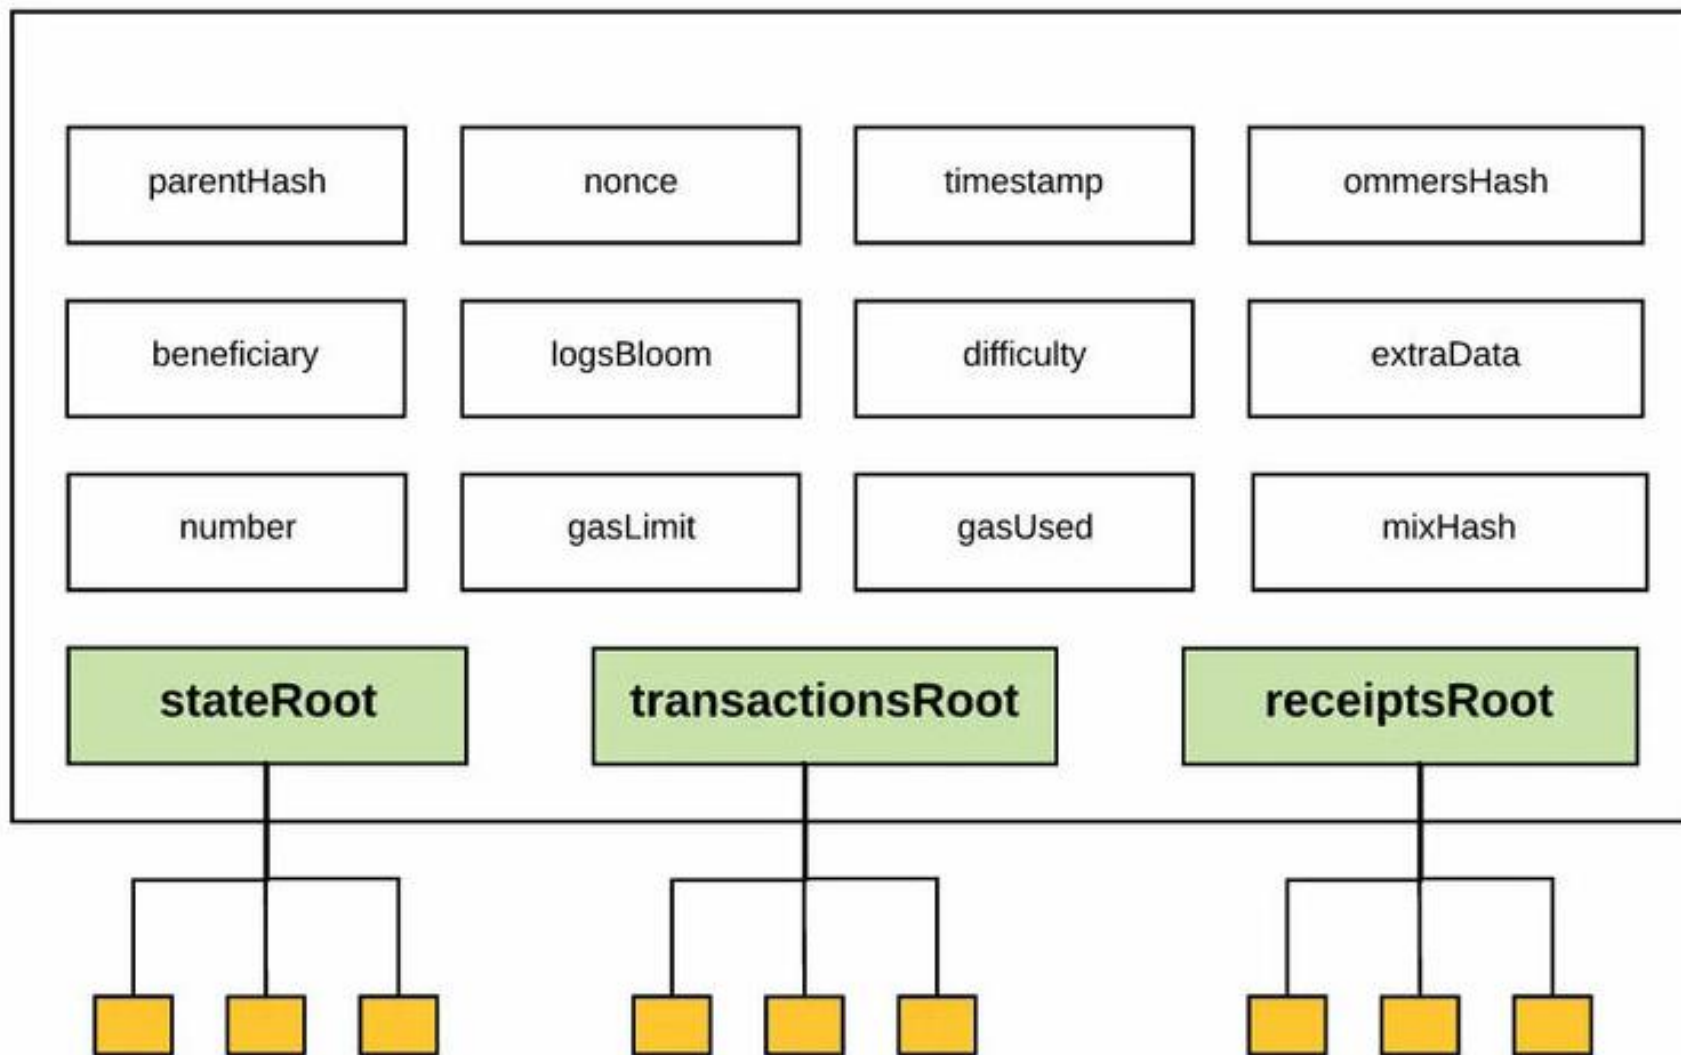 parentHash
nonce
timestamp
ommersHash
beneficiary
logsBloom
difficulty
extraData
number
gasLimit
gasUsed
mixHash
stateRoot
transactionsRoot
receiptsRoot